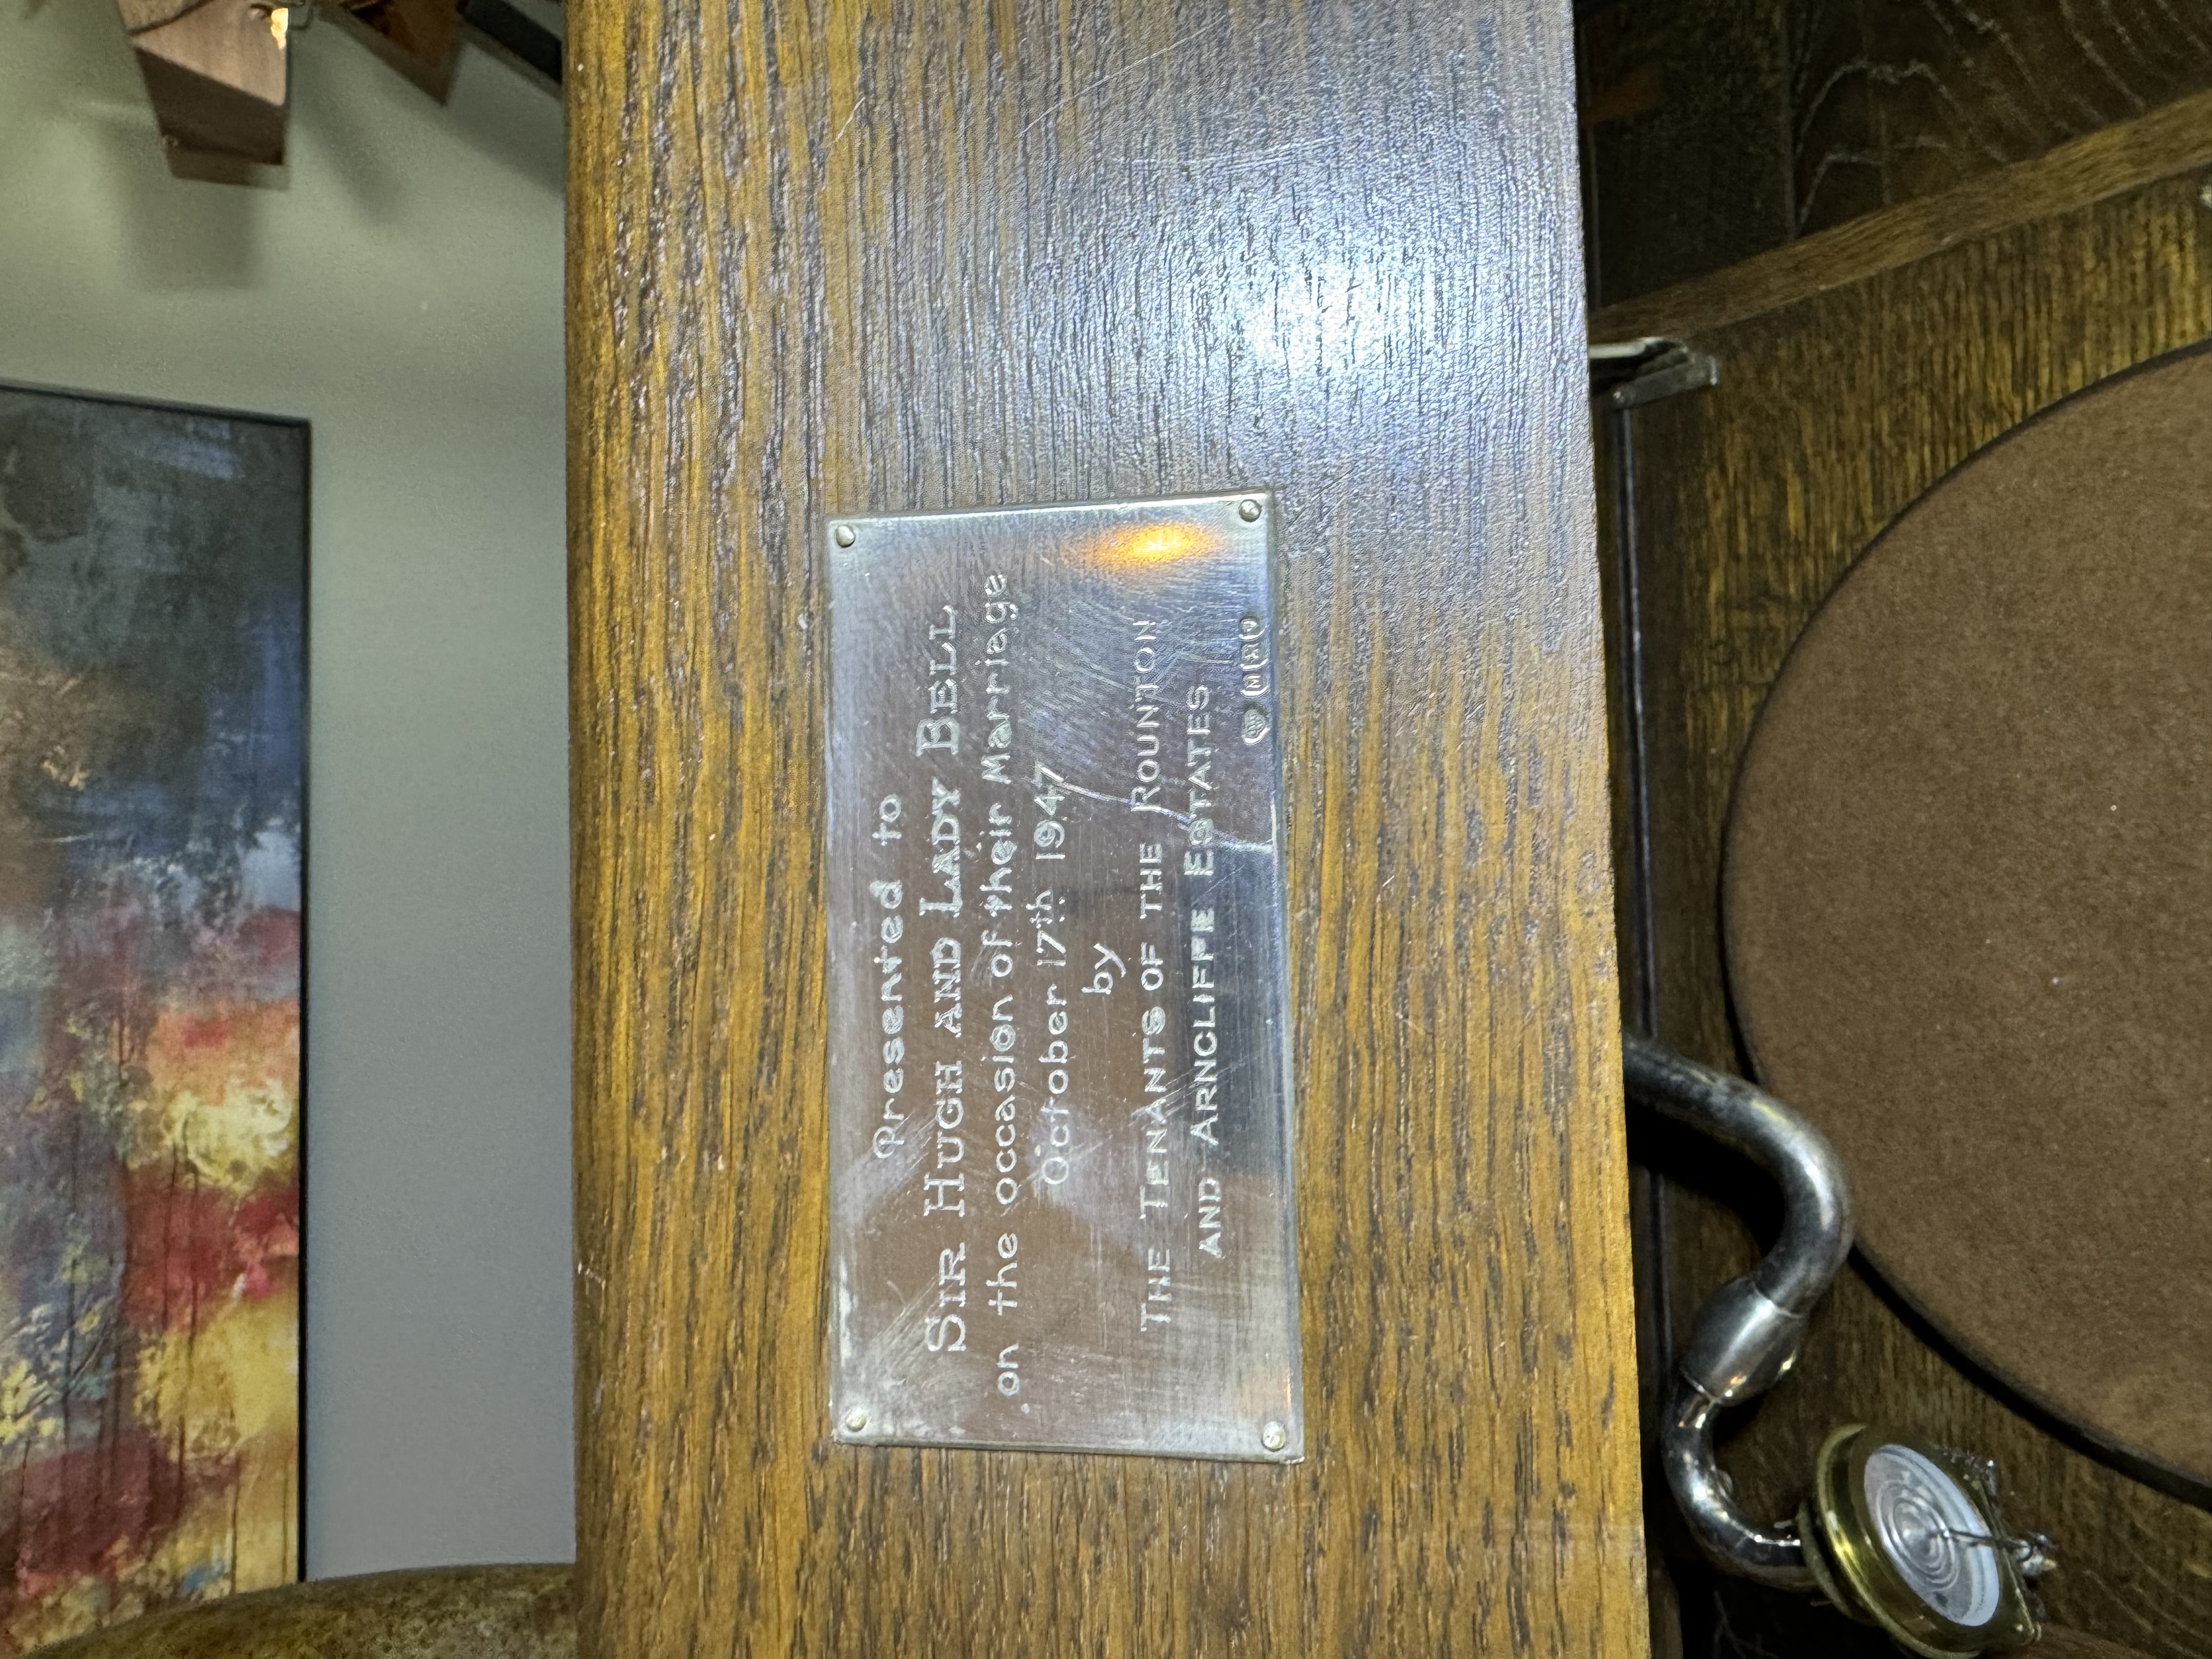 Presented to
SIR HUGH AND LADY BELL
on the occasion of their Marriage
October 17th 1947
by
THE TENANTS OF THE ROUNTON
AND ARNCLIFFE ESTATES